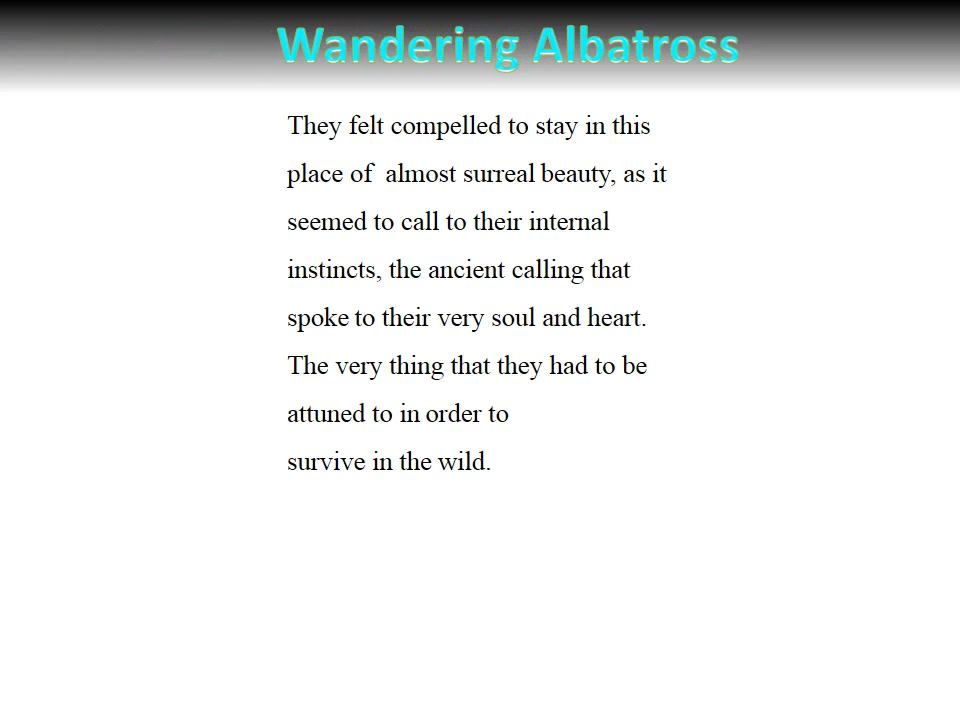 Wandering Albatross
They felt compelled to stay in this
place of almost surreal beauty, as it
seemed to call to their internal
instincts, the ancient calling that
spoke to their very soul and heart.
The very thing that they had to be
attuned to in order to
survive in the wild.